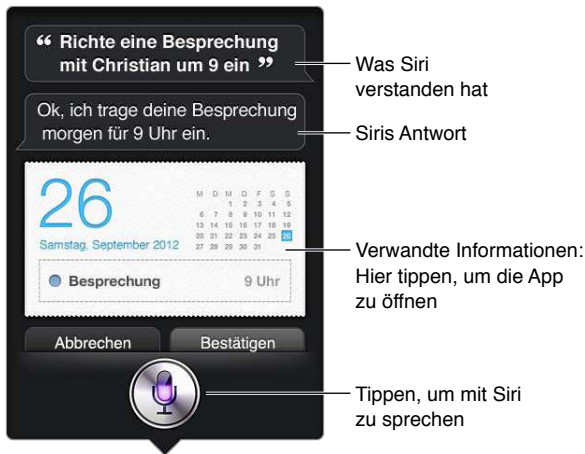 “ Richte eine Besprechung
mit Christian um 9 ein ”
Was Siri
verstanden hat
Ok, ich trage deine Besprechung
morgen für 9 Uhr ein.
Siris Antwort
26
Samstag, September 2012
M D M D F S S
1 2 3 4 5
6 7 8 9 10 11 12
13 14 15 16 17 18 19
20 21 22 23 24 25 26
27 28 29 30 31
Besprechung 9 Uhr
Verwandte Informationen:
Hier tippen, um die App
zu öffnen
Abbrechen Bestätigen
Tippen, um mit Siri
zu sprechen